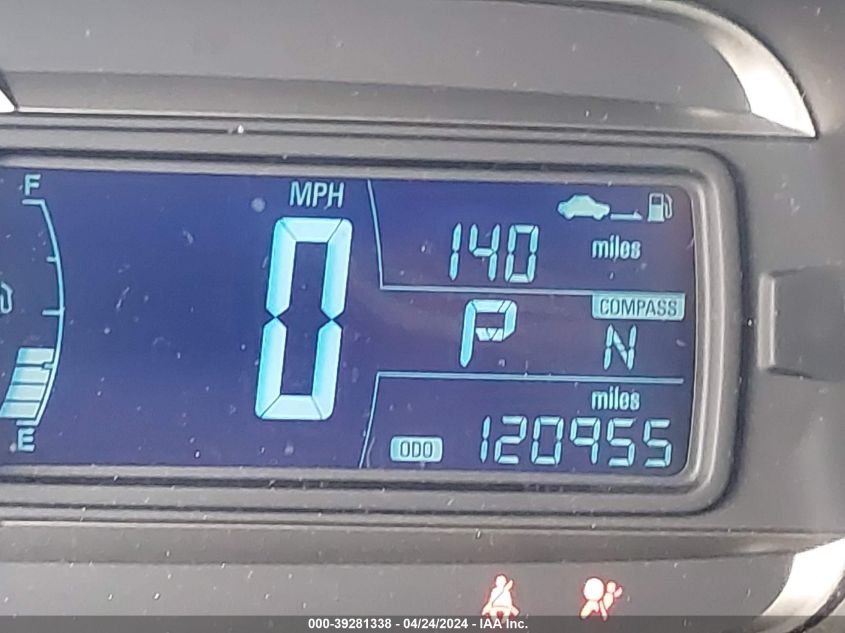 F
MPH
0
140
miles
COMPASS
P
N
miles
E
ODO
120955
000-39281338 - 04/24/2024 - IAA Inc.